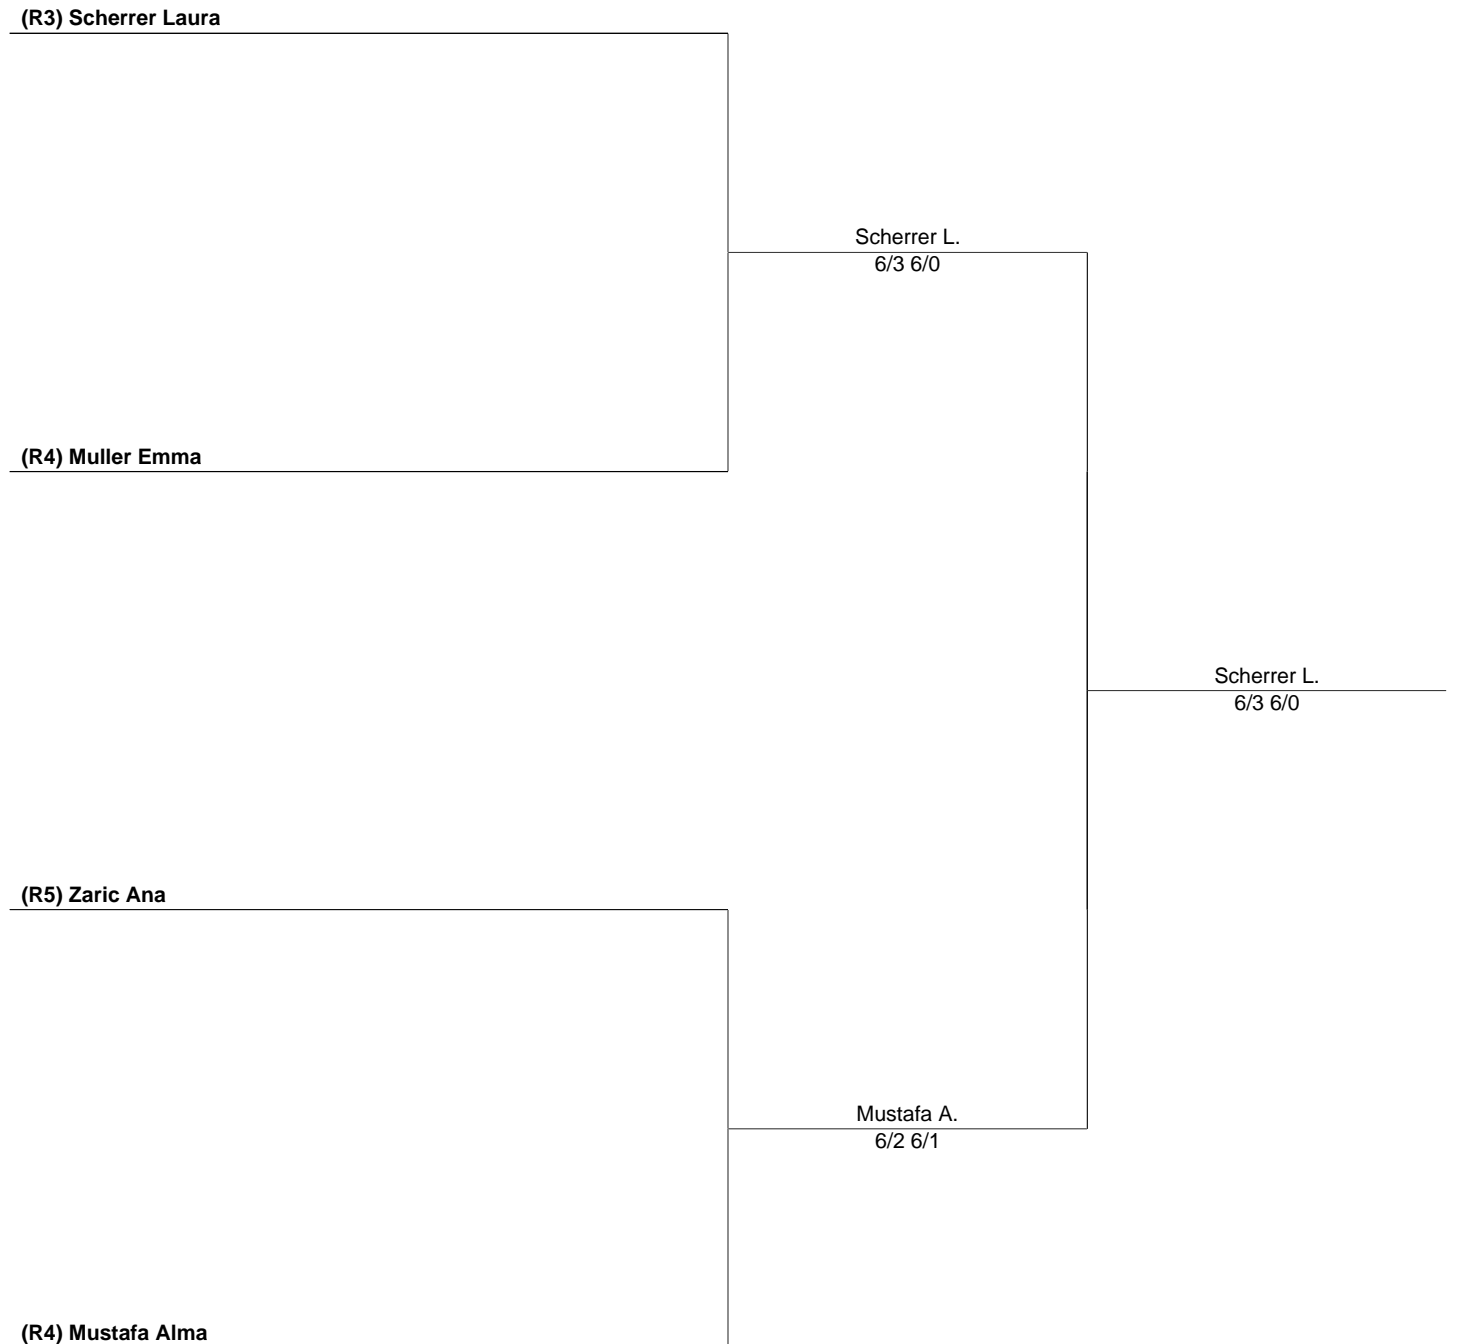 (R3) Scherrer Laura
Scherrer L.
6/3 6/0
(R4) Muller Emma
Scherrer L.
6/3 6/0
(R5) Zaric Ana
Mustafa A.
6/2 6/1
(R4) Mustafa Alma